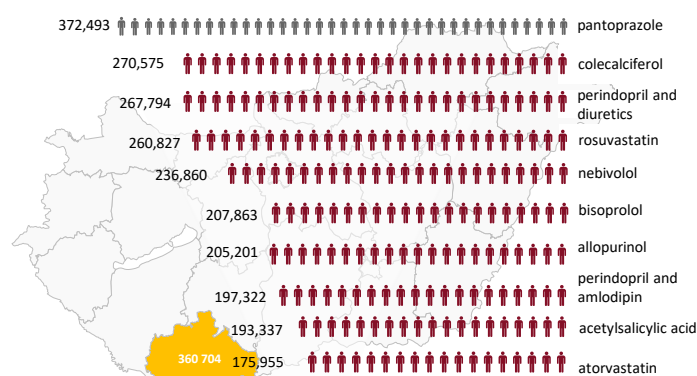 372,493 pantoprazole
270,575 colecalciferol
267,794 perindopril and
diuretics
260,827 rosuvastatin
236,860 nebivolol
207,863 bisoprolol
205,201 allopurinol
197,322 perindopril and
amlodipin
193,337 acetylsalicylic acid
360 704 175,955 atorvastatin